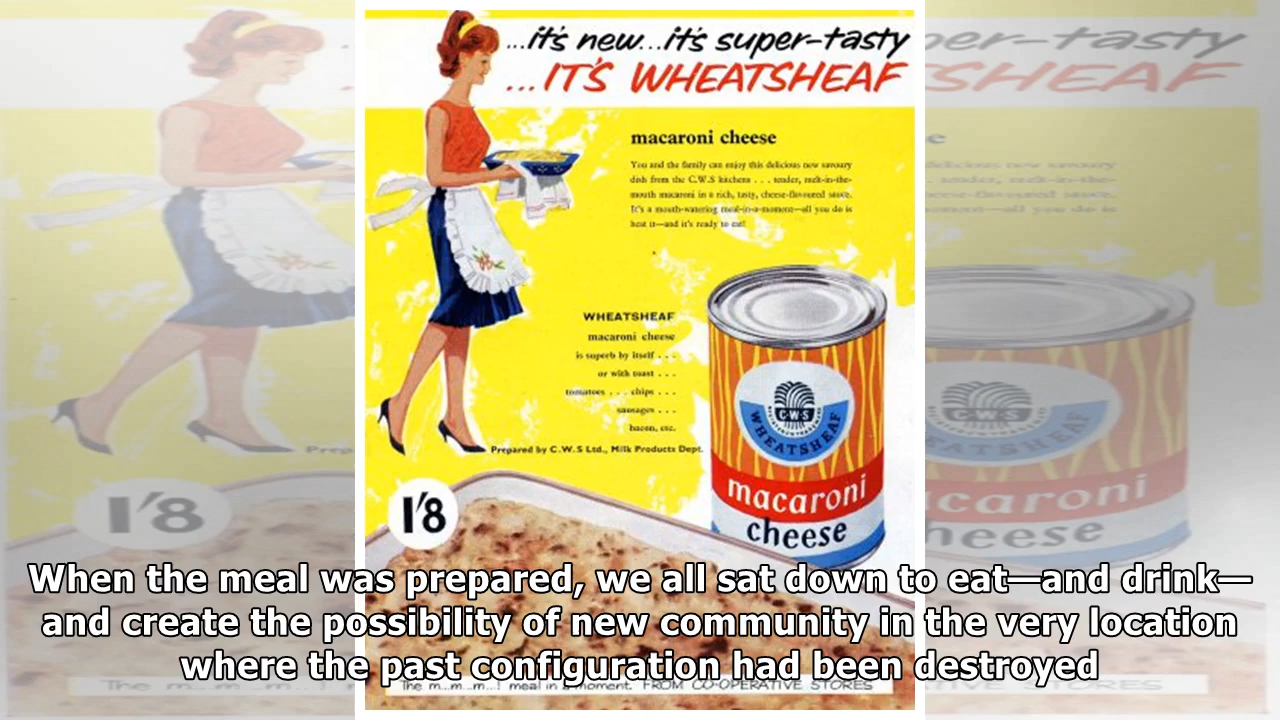 ...it's new...it's super-tasty
...IT'S WHEATSHEAF
macaroni cheese
You and the family can enjoy this delicious new savoury
dish from the C.W.S kitchens . . . tender, melt-in-the-
mouth macaroni in a rich, tasty, cheese-flavoured sauce.
It's a mouth-watering meal-in-a-moment—all you do is
heat it—and it's ready to eat!
WHEATSHEAF
macaroni cheese
is superb by itself . . .
or with toast . . .
tomatoes . . . chips . . .
sausages . . .
bacon, etc.
Prepared by C.W.S Ltd., Milk Products Dept.
1'8
C·W·S
WHEATSHEAF
macaroni
cheese
When the meal was prepared, we all sat down to eat—and drink—
and create the possibility of new community in the very location
where the past configuration had been destroyed
The m...m...m...! meal in a moment. FROM CO-OPERATIVE STORES